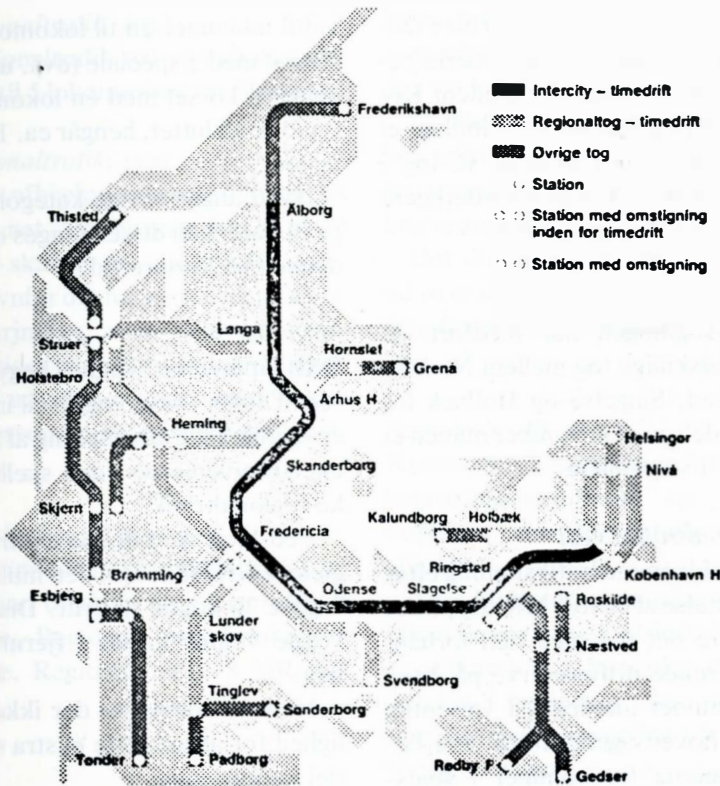 Frederikshavn
Intercity – timedrift
Regionaltog – timedrift
Øvrige tog
Station
Station med omstigning
inden for timedrift
Station med omstigning
Thisted
Ålborg
Struer
Langa
Hornslet
Holstebro
Grenå
Århus H
Herning
Skanderborg
Helsingør
Nivå
Skjern
Fredericia
Kalundborg
Holbæk
Bramming
Ringsted
København H
Esbjerg
Odense
Slagelse
Roskilde
Lunder
skov
Næstved
Svendborg
Tinglev
Sønderborg
Tønder
Padborg
Rødby F
Gedser